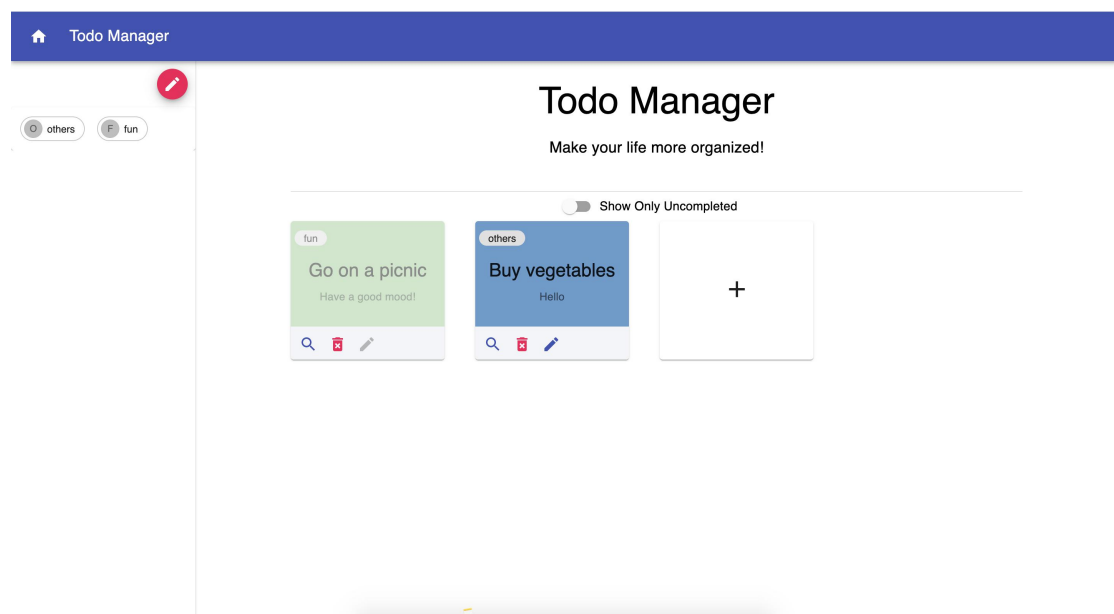 Todo Manager
O others F fun
Todo Manager
Make your life more organized!
Show Only Uncompleted
fun
Go on a picnic
Have a good mood!
others
Buy vegetables
Hello
+